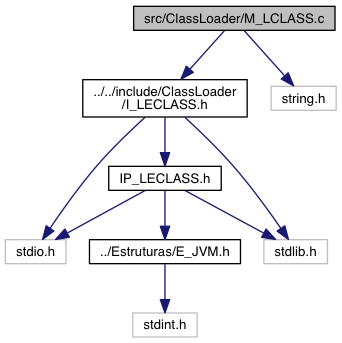 src/ClassLoader/M_LCLASS.c
../../include/ClassLoader
/I_LECLASS.h
string.h
IP_LECLASS.h
stdio.h
../Estruturas/E_JVM.h
stdlib.h
stdint.h